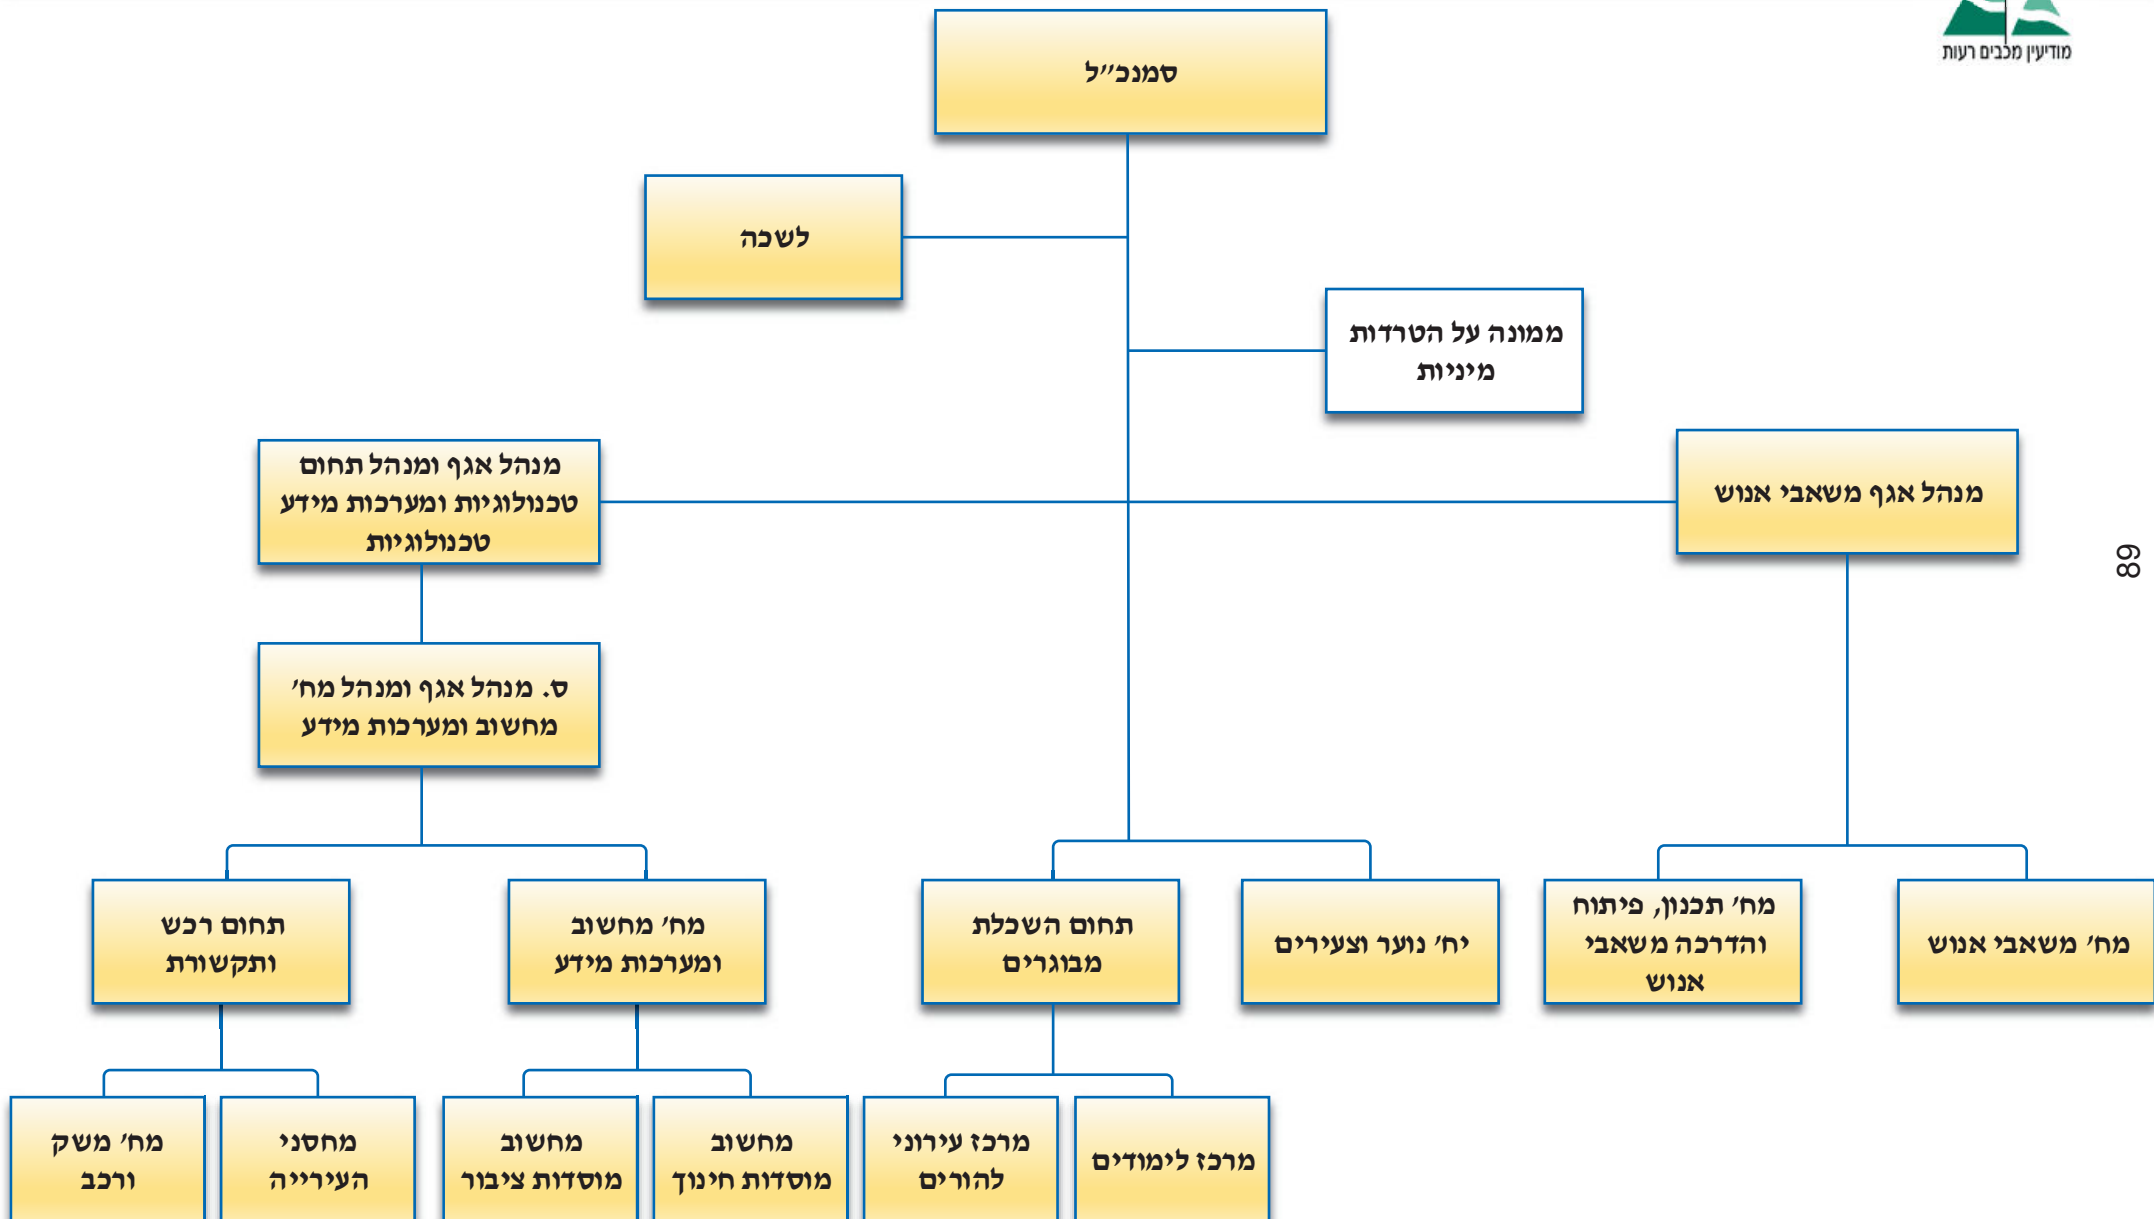 מודיעין מכבים רעות
סמנכ"ל
לשכה
ממונה על הטרדות
מיניות
מנהל אגף משאבי אנוש
מנהל אגף ומנהל תחום
טכנולוגיות ומערכות מידע
טכנולוגיות
ס. מנהל אגף ומנהל מח'
מחשוב ומערכות מידע
מח' משאבי אנוש
מח' תכנון, פיתוח
והדרכה משאבי
אנוש
יח' נוער וצעירים
תחום השכלת
מבוגרים
מח' מחשוב
ומערכות מידע
תחום רכש
ותקשורת
מרכז לימודים
מרכז עירוני
להורים
מחשוב
מוסדות חינוך
מחשוב
מוסדות ציבור
מחסני
העירייה
מח' משק
ורכב
89